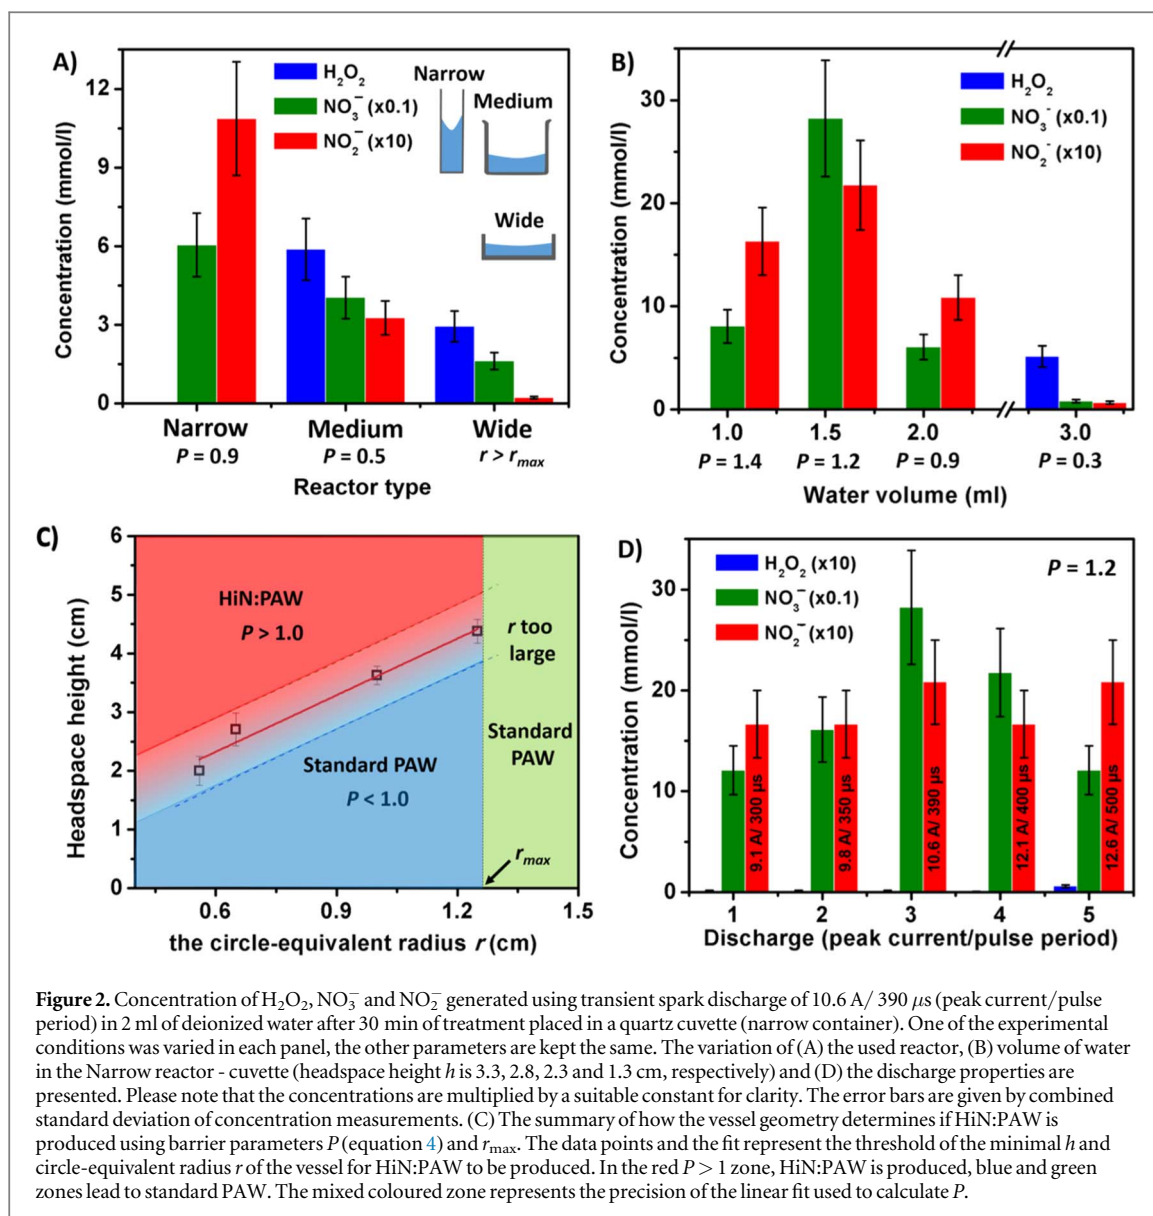 A)
Concentration (mmol/l)
12
9
6
3
0
H₂O₂
NO₃⁻ (x0.1)
NO₂⁻ (x10)
Narrow
Medium
Wide
Narrow Medium Wide
P = 0.9 P = 0.5 r > r_max
Reactor type
B)
Concentration (mmol/l)
30
20
10
0
H₂O₂
NO₃⁻ (x0.1)
NO₂⁻ (x10)
1.0 1.5 2.0 3.0
P = 1.4 P = 1.2 P = 0.9 P = 0.3
Water volume (ml)
C)
Headspace height (cm)
6
5
4
3
2
1
0
HiN:PAW
P > 1.0
Standard PAW
P < 1.0
r too
large
Standard
PAW
r_max
0.6 0.9 1.2 1.5
the circle-equivalent radius r (cm)
D)
Concentration (mmol/l)
30
20
10
0
H₂O₂ (x10)
NO₃⁻ (x0.1)
NO₂⁻ (x10)
P = 1.2
9.1 A/ 300 µs
9.8 A/ 350 µs
10.6 A/ 390 µs
12.1 A/ 400 µs
12.6 A/ 500 µs
1 2 3 4 5
Discharge (peak current/pulse period)
Figure 2. Concentration of H₂O₂, NO₃⁻ and NO₂⁻ generated using transient spark discharge of 10.6 A/ 390 μs (peak current/pulse
period) in 2 ml of deionized water after 30 min of treatment placed in a quartz cuvette (narrow container). One of the experimental
conditions was varied in each panel, the other parameters are kept the same. The variation of (A) the used reactor, (B) volume of water
in the Narrow reactor - cuvette (headspace height h is 3.3, 2.8, 2.3 and 1.3 cm, respectively) and (D) the discharge properties are
presented. Please note that the concentrations are multiplied by a suitable constant for clarity. The error bars are given by combined
standard deviation of concentration measurements. (C) The summary of how the vessel geometry determines if HiN:PAW is
produced using barrier parameters P (equation 4) and r_max. The data points and the fit represent the threshold of the minimal h and
circle-equivalent radius r of the vessel for HiN:PAW to be produced. In the red P > 1 zone, HiN:PAW is produced, blue and green
zones lead to standard PAW. The mixed coloured zone represents the precision of the linear fit used to calculate P.